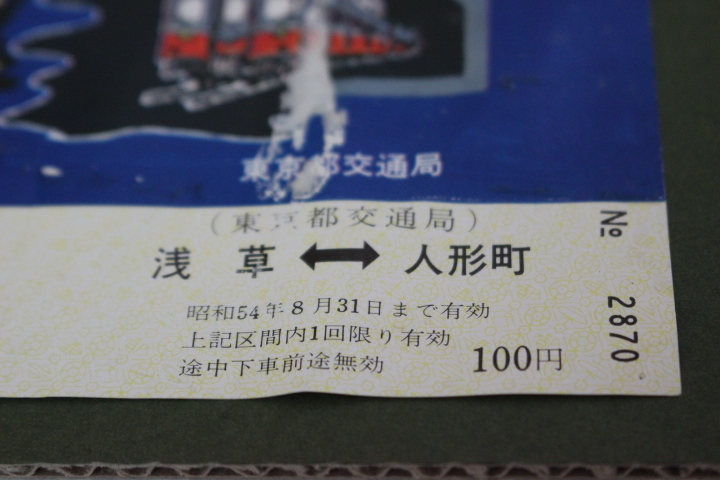 東京都交通局
(東京都交通局)
浅草 ⟷ 人形町
昭和54年8月31日まで有効
上記区間内1回限り有効
途中下車前途無効
100円
№ 2870